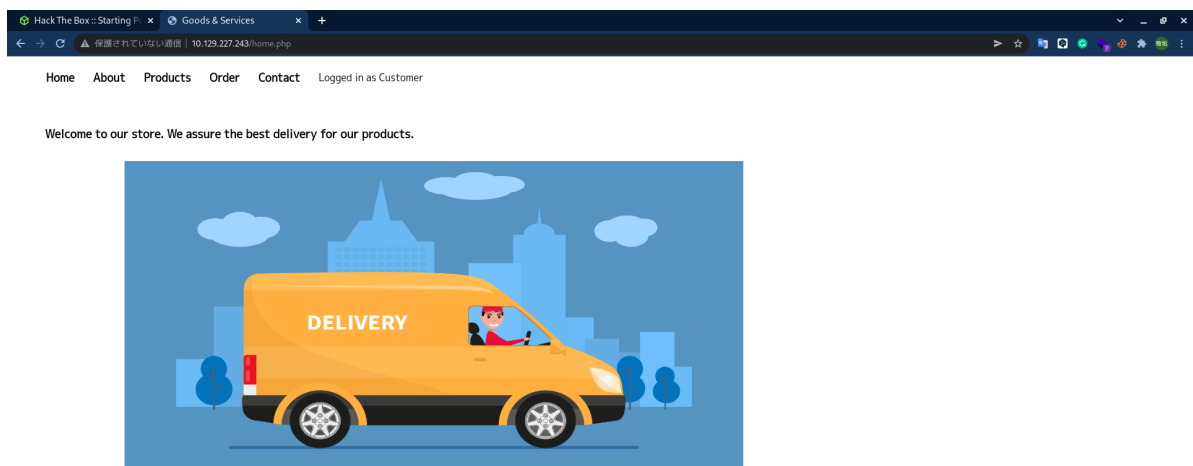 Hack The Box :: Starting Po
Goods & Services
保護されていない通信 | 10.129.227.243/home.php
Home About Products Order Contact Logged in as Customer
Welcome to our store. We assure the best delivery for our products.
DELIVERY